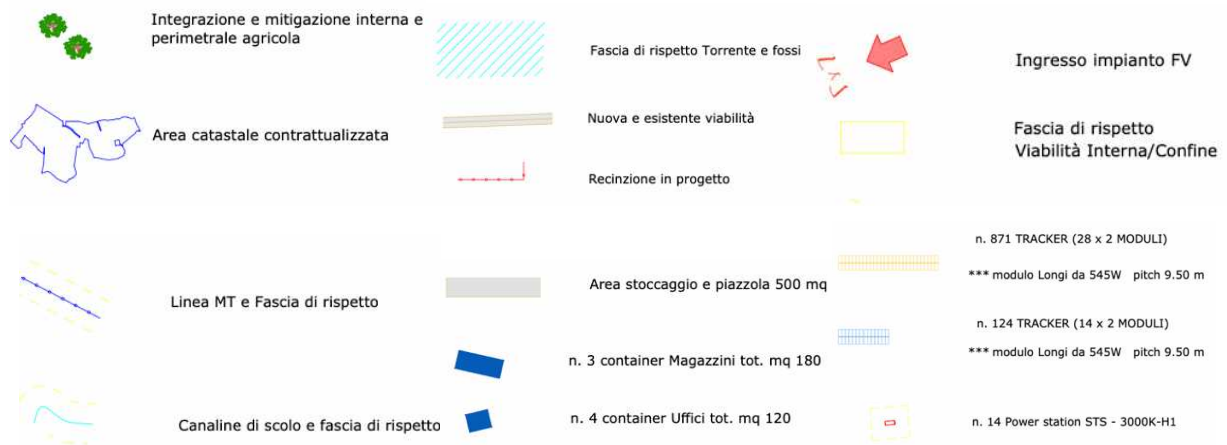 Integrazione e mitigazione interna e
perimetrale agricola
Area catastale contrattualizzata
Fascia di rispetto Torrente e fossi
Nuova e esistente viabilità
Recinzione in progetto
Ingresso impianto FV
Fascia di rispetto
Viabilità Interna/Confine
Linea MT e Fascia di rispetto
Canaline di scolo e fascia di rispetto
Area stoccaggio e piazzola 500 mq
n. 3 container Magazzini tot. mq 180
n. 4 container Uffici tot. mq 120
n. 871 TRACKER (28 x 2 MODULI)
*** modulo Longi da 545W pitch 9.50 m
n. 124 TRACKER (14 x 2 MODULI)
*** modulo Longi da 545W pitch 9.50 m
n. 14 Power station STS - 3000K-H1